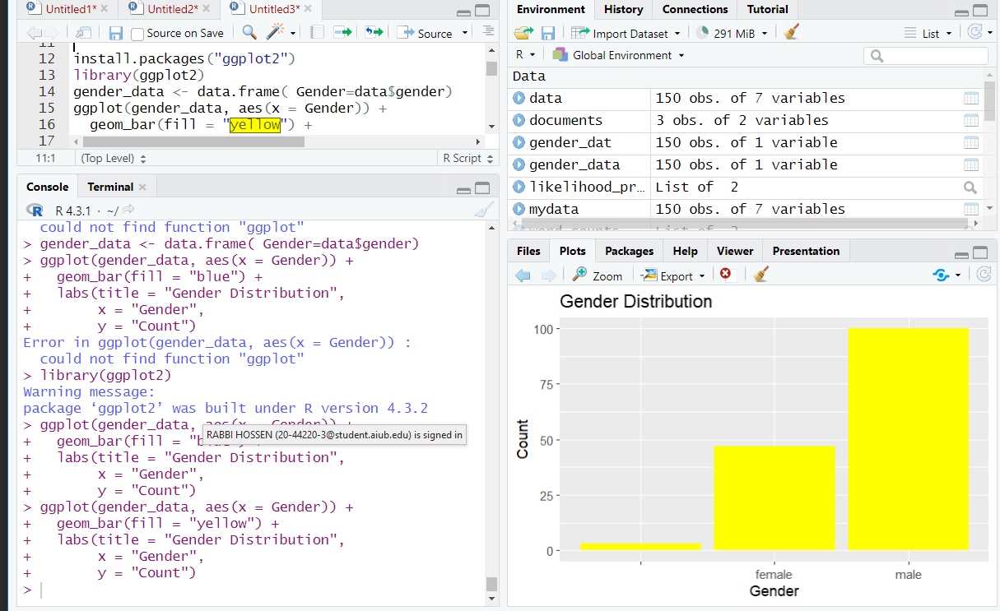 Untitled1* Untitled2* Untitled3*
Source on Save Source
11
12 install.packages("ggplot2")
13 library(ggplot2)
14 gender_data <- data.frame( Gender=data$gender)
15 ggplot(gender_data, aes(x = Gender)) +
16 geom_bar(fill = "yellow") +
17
11:1 (Top Level) R Script
Console Terminal
R R 4.3.1 · ~/
could not find function "ggplot"
> gender_data <- data.frame( Gender=data$gender)
> ggplot(gender_data, aes(x = Gender)) +
+ geom_bar(fill = "blue") +
+ labs(title = "Gender Distribution",
+ x = "Gender",
+ y = "Count")
Error in ggplot(gender_data, aes(x = Gender)) :
could not find function "ggplot"
> library(ggplot2)
Warning message:
package ‘ggplot2’ was built under R version 4.3.2
> ggplot(gender_data, aes(x = Gender)) +
RABBI HOSSEN (20-44220-3@student.aiub.edu) is signed in
+ geom_bar(fill = "b
+ labs(title = "Gender Distribution",
+ x = "Gender",
+ y = "Count")
> ggplot(gender_data, aes(x = Gender)) +
+ geom_bar(fill = "yellow") +
+ labs(title = "Gender Distribution",
+ x = "Gender",
+ y = "Count")
>
Environment History Connections Tutorial
Import Dataset 291 MiB List
R Global Environment
Data
data 150 obs. of 7 variables
documents 3 obs. of 2 variables
gender_dat 150 obs. of 1 variable
gender_data 150 obs. of 1 variable
likelihood_pr… List of 2
mydata 150 obs. of 7 variables
Files Plots Packages Help Viewer Presentation
Zoom Export
Gender Distribution
100
75
50
25
0
Count
female male
Gender